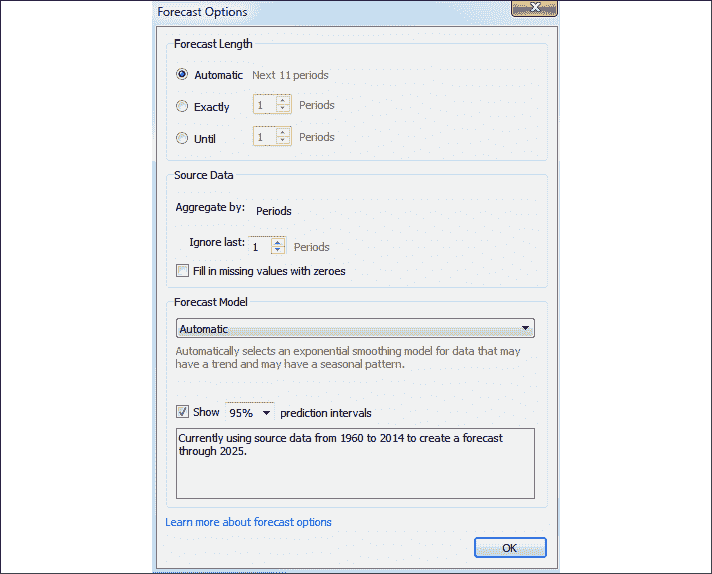 Forecast Options
Forecast Length
Automatic Next 11 periods
Exactly 1 Periods
Until 1 Periods
Source Data
Aggregate by: Periods
Ignore last: 1 Periods
Fill in missing values with zeroes
Forecast Model
Automatic
Automatically selects an exponential smoothing model for data that may
have a trend and may have a seasonal pattern.
Show 95% prediction intervals
Currently using source data from 1960 to 2014 to create a forecast
through 2025.
Learn more about forecast options
OK